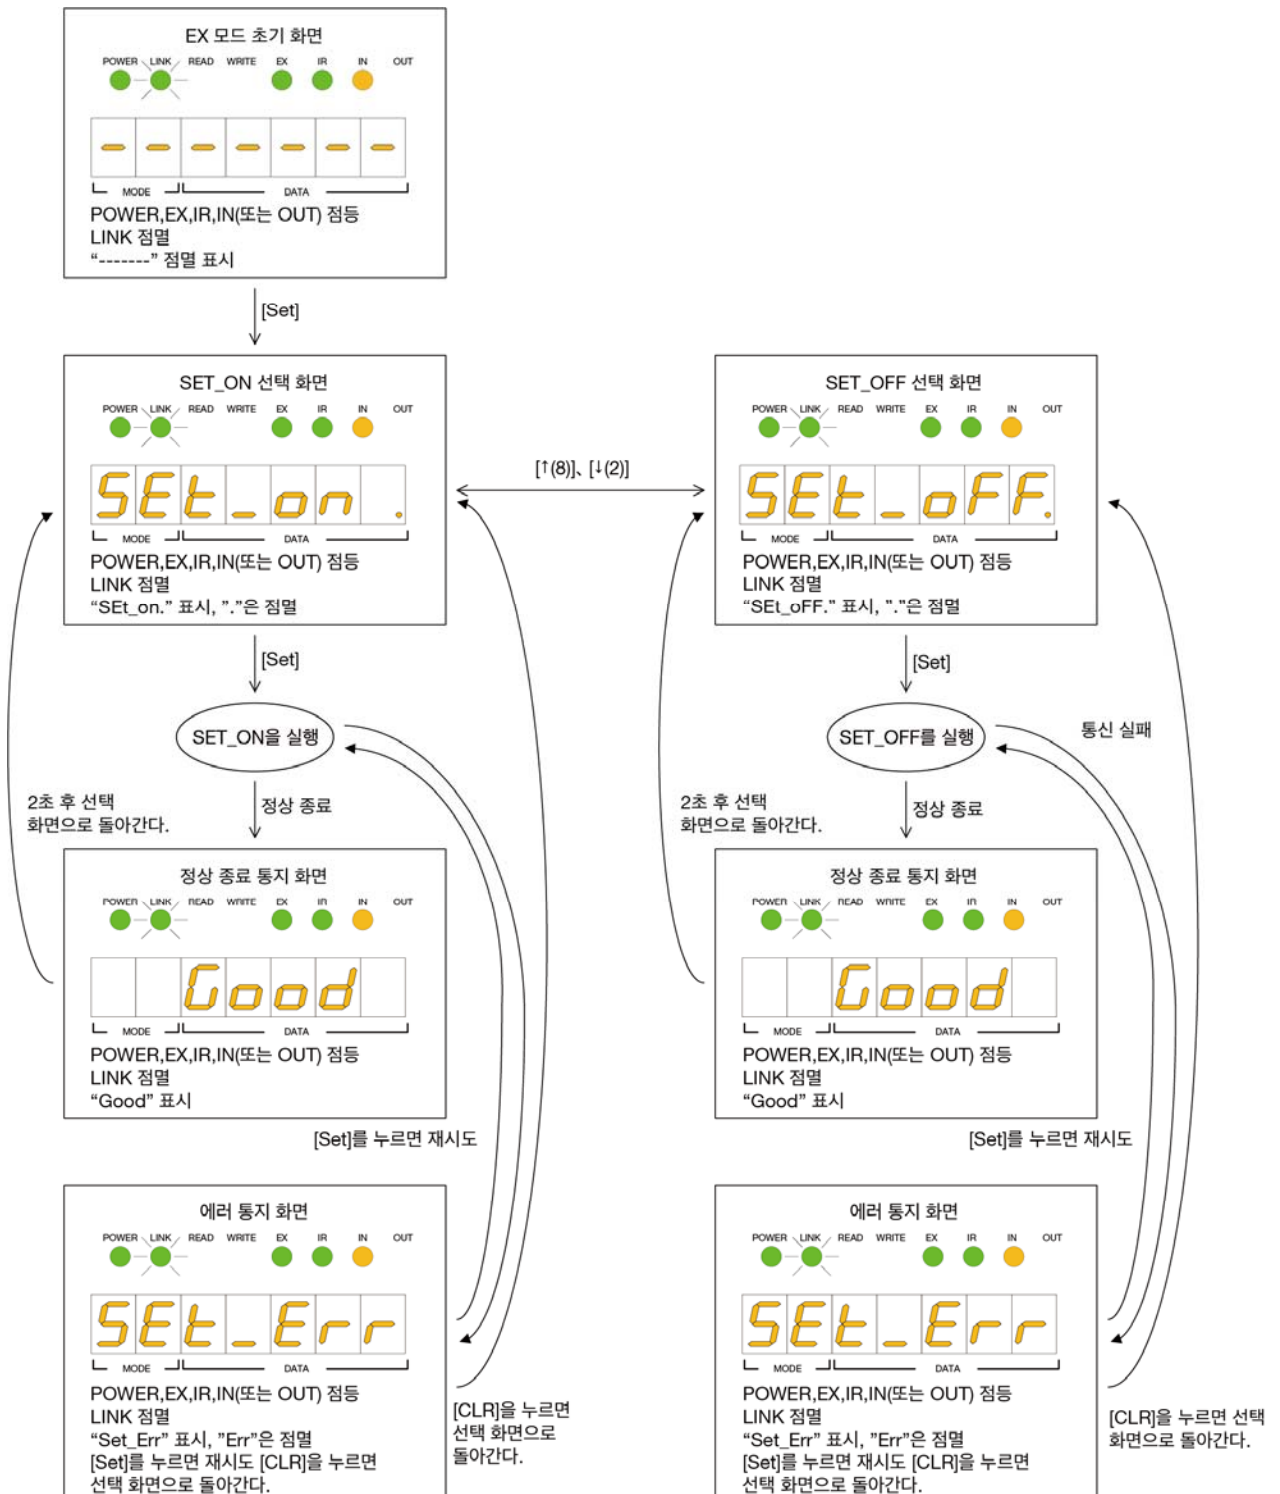 EX 모드 초기 화면
POWER LINK READ WRITE EX IR IN OUT
- - - - - - -
MODE DATA
POWER,EX,IR,IN(또는 OUT) 점등
LINK 점멸
“-------” 점멸 표시
[Set]
SET_ON 선택 화면
POWER LINK READ WRITE EX IR IN OUT
SEt_on .
MODE DATA
POWER,EX,IR,IN(또는 OUT) 점등
LINK 점멸
“SEt_on.” 표시, ”.”은 점멸
[↑(8)]、[↓(2)]
SET_OFF 선택 화면
POWER LINK READ WRITE EX IR IN OUT
SEt_oFF.
MODE DATA
POWER,EX,IR,IN(또는 OUT) 점등
LINK 점멸
“SEt_oFF.” 표시, ”.”은 점멸
[Set]
SET_ON을 실행
정상 종료
2초 후 선택
화면으로 돌아간다.
정상 종료 통지 화면
POWER LINK READ WRITE EX IR IN OUT
Good
MODE DATA
POWER,EX,IR,IN(또는 OUT) 점등
LINK 점멸
“Good” 표시
[Set]를 누르면 재시도
에러 통지 화면
POWER LINK READ WRITE EX IR IN OUT
SEt_Err
MODE DATA
POWER,EX,IR,IN(또는 OUT) 점등
LINK 점멸
“Set_Err” 표시, ”Err”은 점멸
[Set]를 누르면 재시도 [CLR]을 누르면
선택 화면으로 돌아간다.
[CLR]을 누르면
선택 화면으로
돌아간다.
[Set]
SET_OFF를 실행
통신 실패
정상 종료
2초 후 선택
화면으로 돌아간다.
정상 종료 통지 화면
POWER LINK READ WRITE EX IR IN OUT
Good
MODE DATA
POWER,EX,IR,IN(또는 OUT) 점등
LINK 점멸
“Good” 표시
[Set]를 누르면 재시도
에러 통지 화면
POWER LINK READ WRITE EX IR IN OUT
SEt_Err
MODE DATA
POWER,EX,IR,IN(또는 OUT) 점등
LINK 점멸
“Set_Err” 표시, ”Err”은 점멸
[Set]를 누르면 재시도 [CLR]을 누르면
선택 화면으로 돌아간다.
[CLR]을 누르면 선택
화면으로 돌아간다.